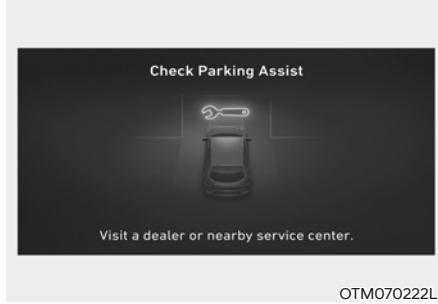 Check Parking Assist
Visit a dealer or nearby service center.
OTM070222L